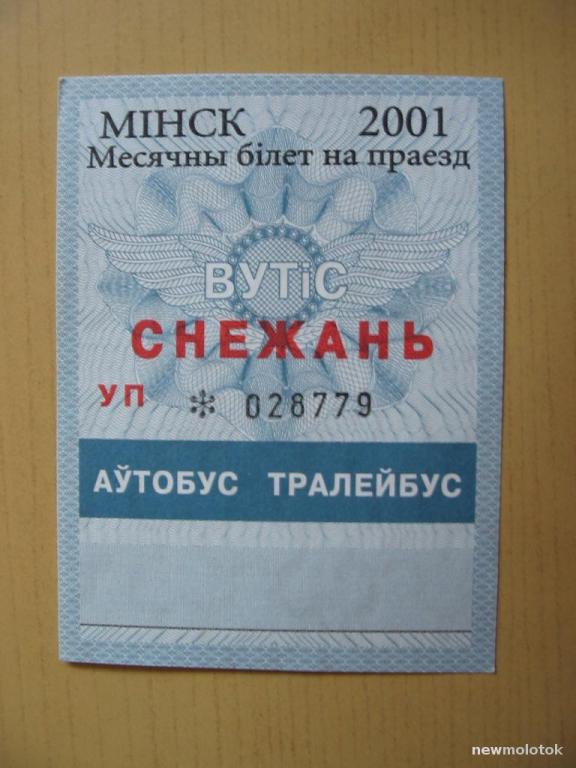 МІНСК 2001
Месячны білет на праезд
ВУТіС
СНЕЖАНЬ
УП * 028779
АЎТОБУС ТРАЛЕЙБУС
newmolotok